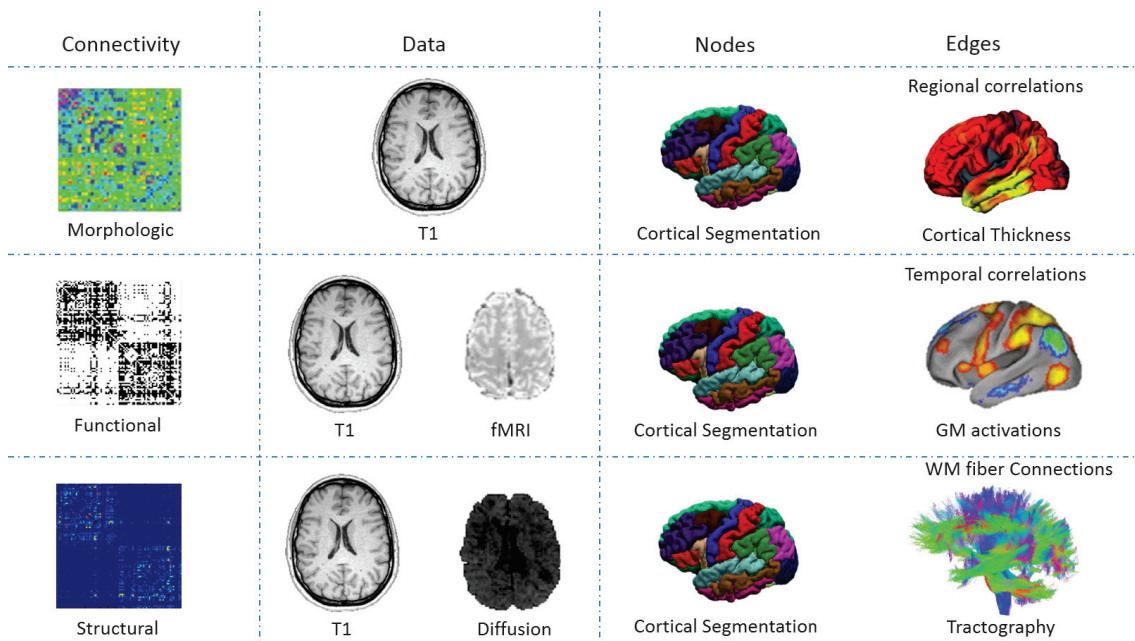 Connectivity Data Nodes Edges
Regional correlations
Morphologic T1 Cortical Segmentation Cortical Thickness
Temporal correlations
Functional T1 fMRI Cortical Segmentation GM activations
WM fiber Connections
Structural T1 Diffusion Cortical Segmentation Tractography